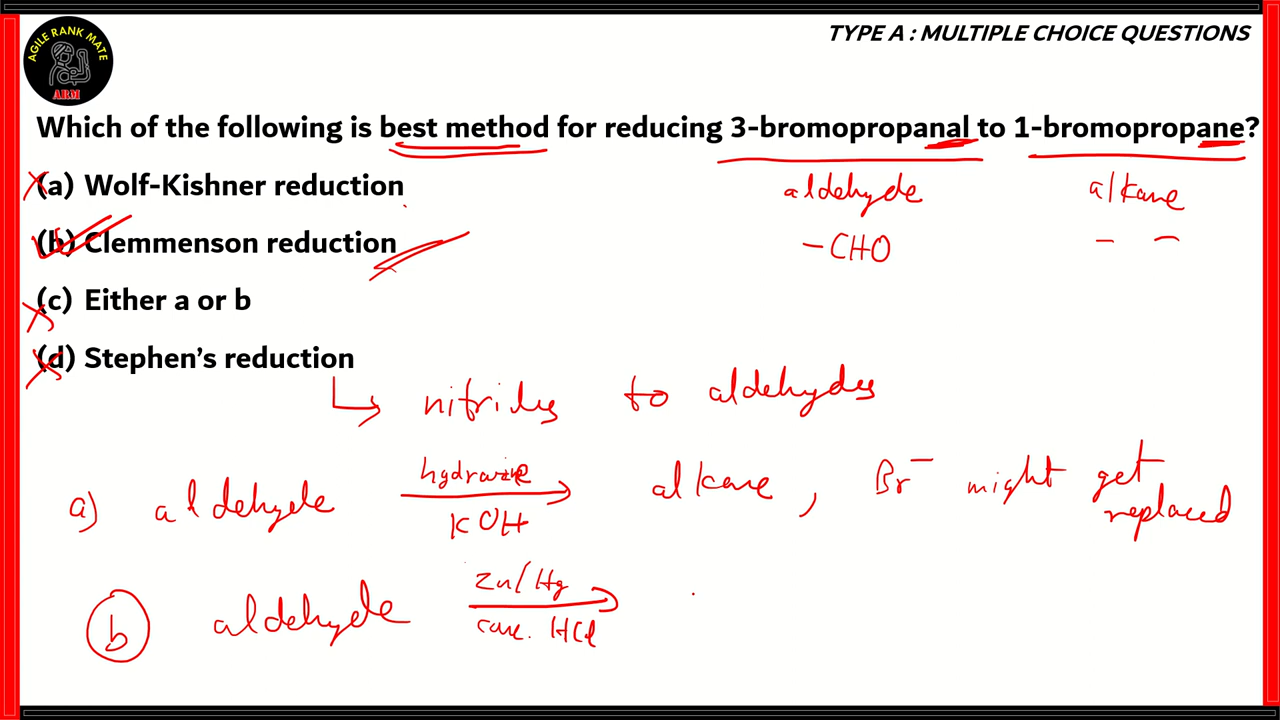 AGILE RANK MATE
ARM
TYPE A : MULTIPLE CHOICE QUESTIONS
Which of the following is best method for reducing 3-bromopropanal to 1-bromopropane?
(a) Wolf-Kishner reduction
aldehyde alkane
(b) Clemmenson reduction
-CHO - -
(c) Either a or b
(d) Stephen’s reduction
↳ nitriles to aldehydes
a) aldehyde hydrazine → KOH alkane, Br⁻ might get replaced
b aldehyde Zn/Hg → conc. HCl